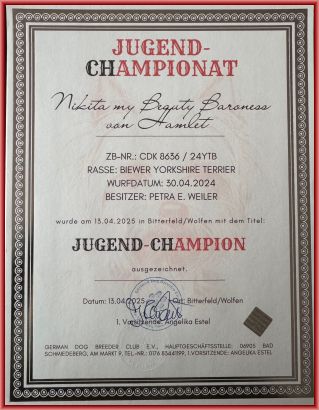 JUGEND-
CHAMPIONAT
Nikita my Beauty Baroness
von Hamlet
ZB-NR.: CDK 8636 / 24YTB
RASSE: BIEWER YORKSHIRE TERRIER
WURFDATUM: 30.04.2024
BESITZER: PETRA E. WEILER
wurde am 13.04.2025 in Bitterfeld/Wolfen mit dem Titel:
JUGEND-CHAMPION
ausgezeichnet.
Datum: 13.04.2025 Ort: Bitterfeld/Wolfen
1. Vorsitzende: Angelika Estel
GERMAN DOG BREEDER CLUB E.V., HAUPTGESCHÄFTSSTELLE: 06905 BAD
SCHMIEDEBERG, AM MARKT 9, TEL.-NR.: 0176 83441199, 1.VORSITZENDE: ANGELIKA ESTEL